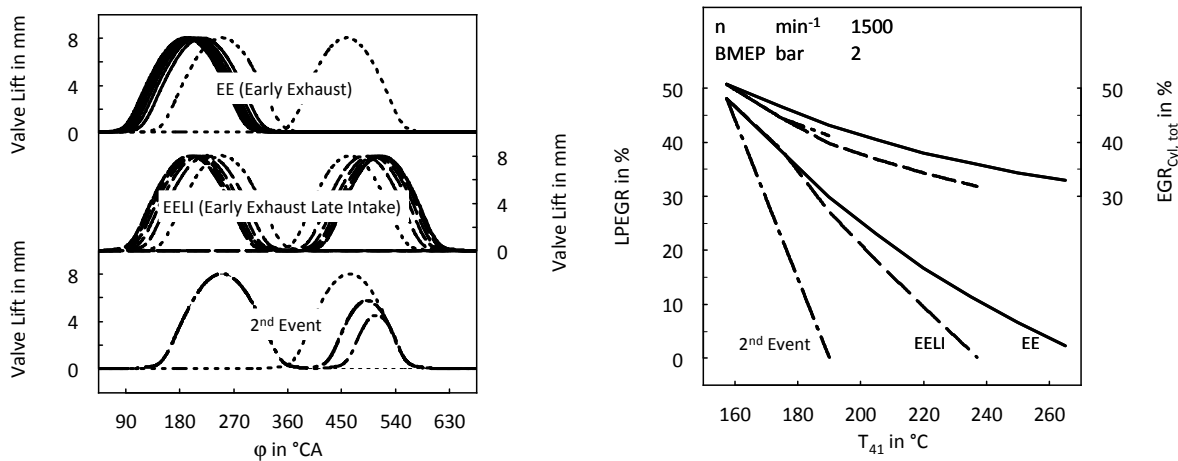 Valve Lift in mm
8
4
0
EE (Early Exhaust)
Valve Lift in mm
8
4
0
EELI (Early Exhaust Late Intake)
Valve Lift in mm
8
4
0
2nd Event
90 180 270 360 450 540 630
φ in °CA
n min-1 1500
BMEP bar 2
LPEGR in %
50
40
30
20
10
0
EGRCyl, tot in %
50
40
30
2nd Event EELI EE
160 180 200 220 240 260
T41 in °C